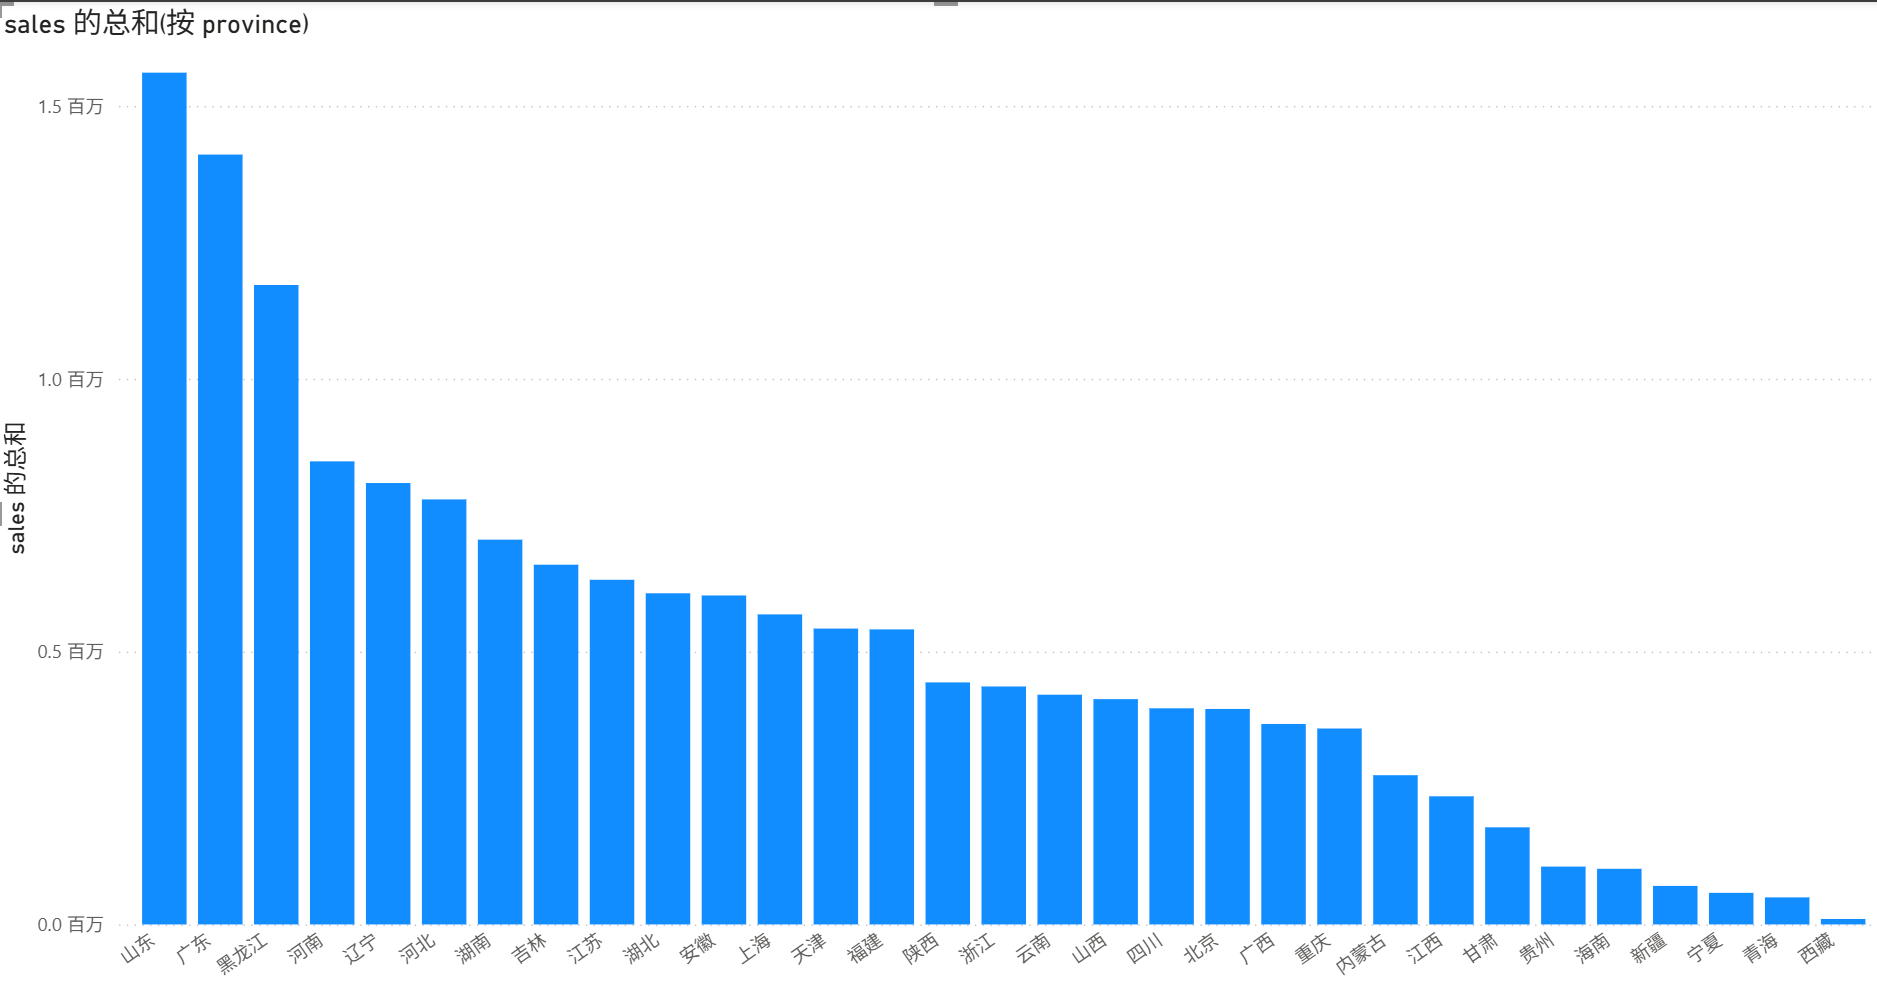 sales 的总和(按 province)
1.5 百万
1.0 百万
0.5 百万
0.0 百万
sales 的总和
山东
广东
黑龙江
河南
辽宁
河北
湖南
吉林
江苏
湖北
安徽
上海
天津
福建
陕西
浙江
云南
山西
四川
北京
广西
重庆
内蒙古
江西
甘肃
贵州
海南
新疆
宁夏
青海
西藏